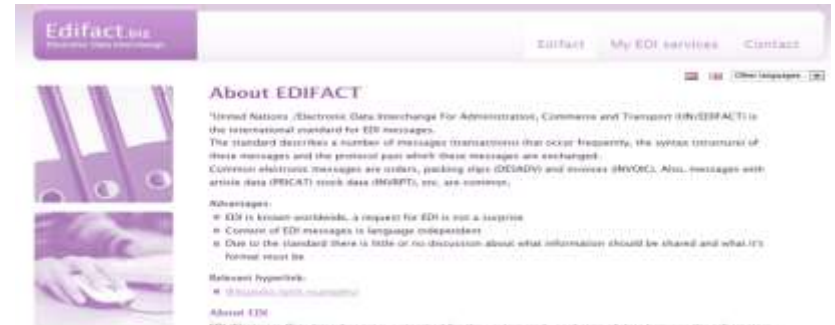 Edifact.biz
Electronic Data Interchange
Edifact My EDI services Contact
Other languages
About EDIFACT
"United Nations /Electronic Data Interchange For Administration, Commerce and Transport (UN/EDIFACT) is
the international standard for EDI messages.
The standard describes a number of messages (transactions) that occur frequently, the syntax (structure) of
these messages and the protocol past which these messages are exchanged.
Common electronic messages are orders, packing slips (DESADV) and invoices (INVOIC). Also, messages with
article data (PRICAT) stock data (INVRPT), etc. are common.
Advantages:
EDI is known worldwide, a request for EDI is not a surprise
Content of EDI messages is language independent
Due to the standard there is little or no discussion about what information should be shared and what it's
format must be
Relevant hyperlink:
About EDI